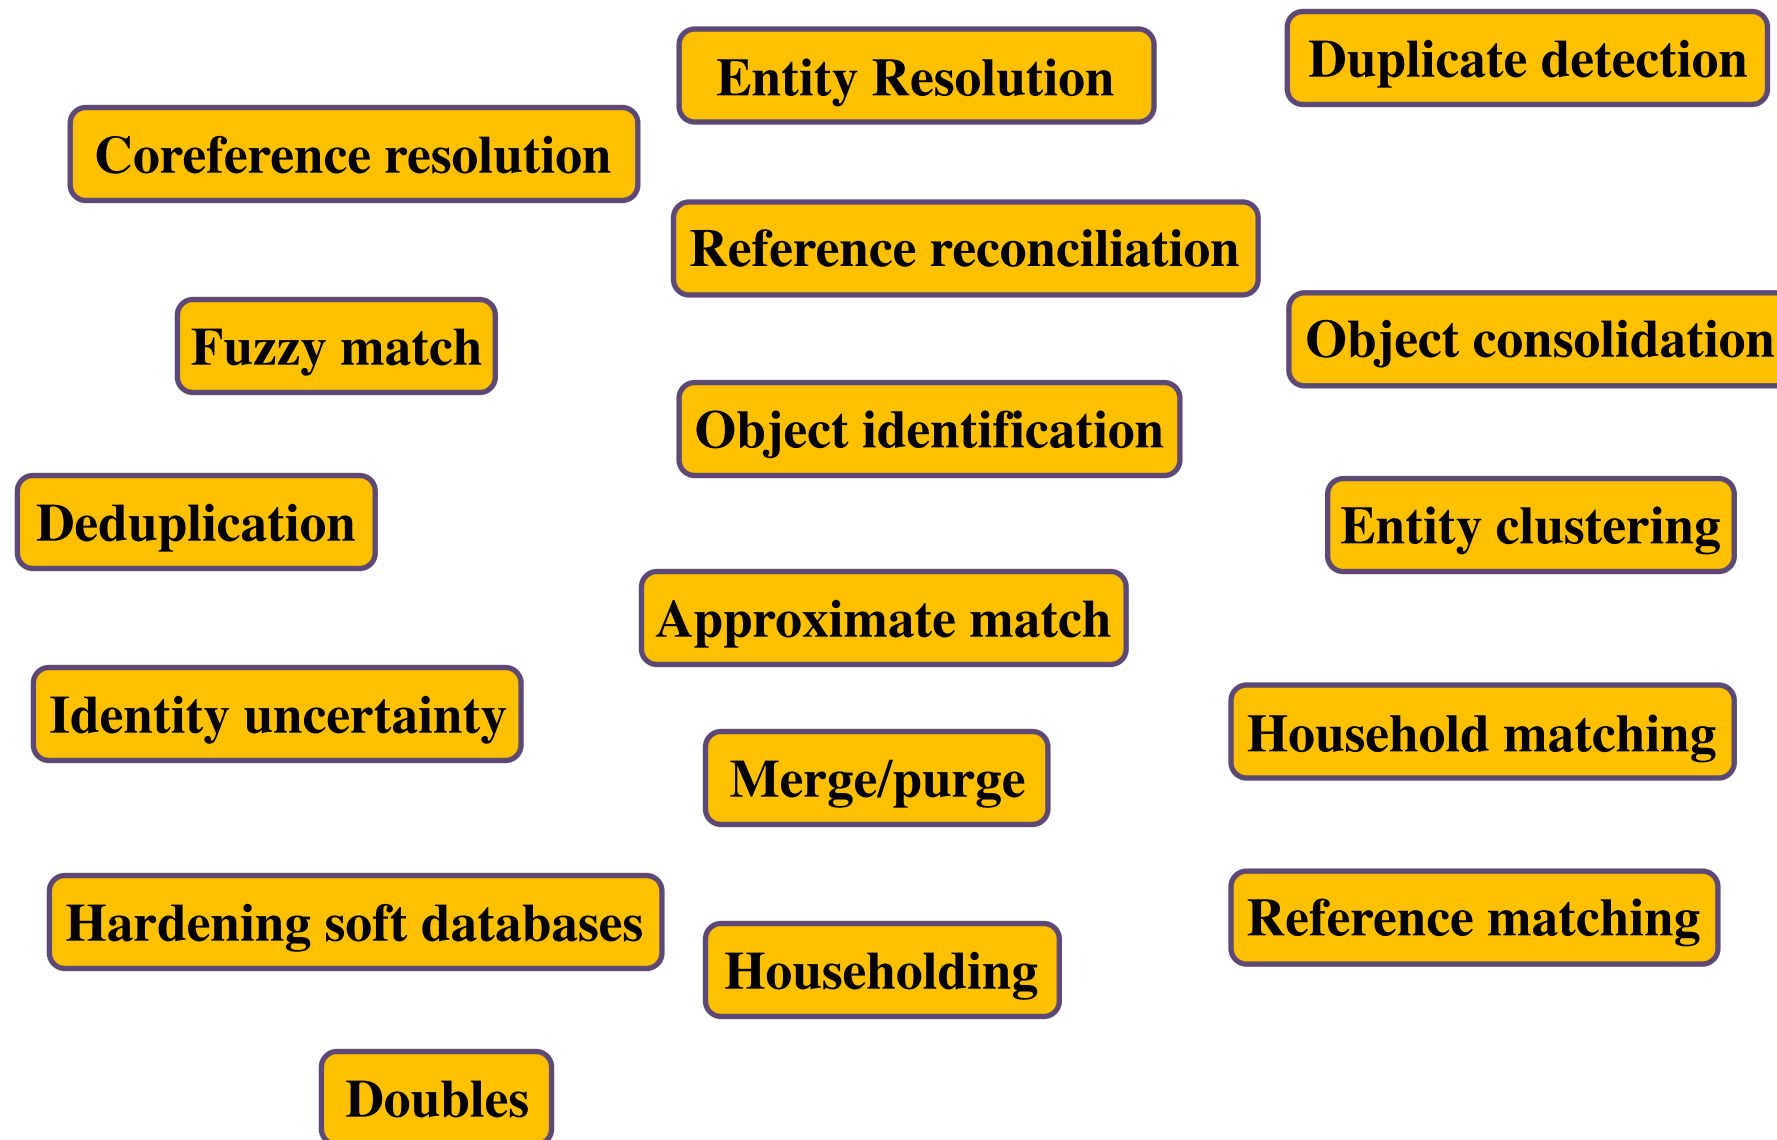 Entity Resolution
Duplicate detection
Coreference resolution
Reference reconciliation
Fuzzy match
Object consolidation
Object identification
Deduplication
Entity clustering
Approximate match
Identity uncertainty
Household matching
Merge/purge
Hardening soft databases
Reference matching
Householding
Doubles